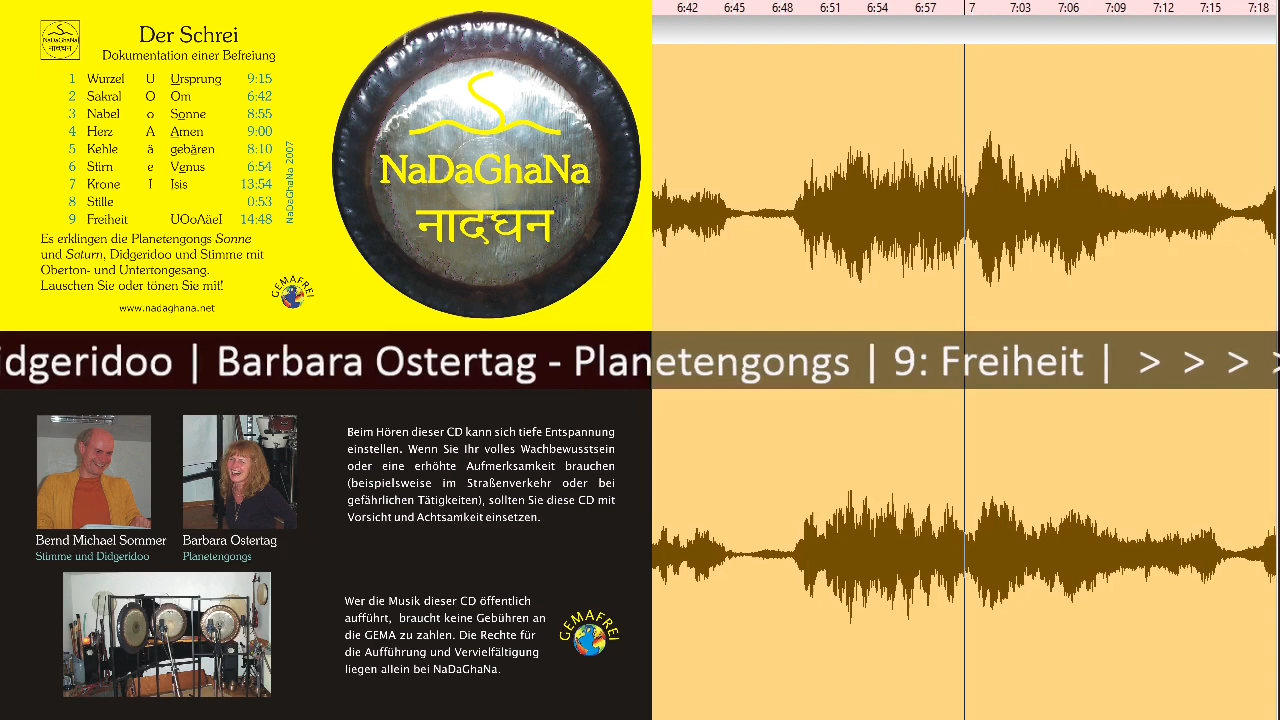 NaDaGhaNa
नादघन
Der Schrei
Dokumentation einer Befreiung
1 Wurzel U Ursprung 9:15
2 Sakral O Om 6:42
3 Nabel o Sonne 8:55
4 Herz A Amen 9:00
5 Kehle ä gebären 8:10
6 Stirn e Venus 6:54
7 Krone I Isis 13:54
8 Stille 0:53
9 Freiheit UOoAäeI 14:48
NaDaGhaNa 2007
Es erklingen die Planetengongs Sonne
und Saturn, Didgeridoo und Stimme mit
Oberton- und Untertongesang.
Lauschen Sie oder tönen Sie mit!
www.nadaghana.net
GEMAFREI
NaDaGhaNa
नादघन
6:42 6:45 6:48 6:51 6:54 6:57 7 7:03 7:06 7:09 7:12 7:15 7:18
idgeridoo | Barbara Ostertag - Planetengongs | 9: Freiheit | > > > >
Bernd Michael Sommer
Stimme und Didgeridoo
Barbara Ostertag
Planetengongs
Beim Hören dieser CD kann sich tiefe Entspannung
einstellen. Wenn Sie Ihr volles Wachbewusstsein
oder eine erhöhte Aufmerksamkeit brauchen
(beispielsweise im Straßenverkehr oder bei
gefährlichen Tätigkeiten), sollten Sie diese CD mit
Vorsicht und Achtsamkeit einsetzen.
Wer die Musik dieser CD öffentlich
aufführt, braucht keine Gebühren an
die GEMA zu zahlen. Die Rechte für
die Aufführung und Vervielfältigung
liegen allein bei NaDaGhaNa.
GEMAFREI